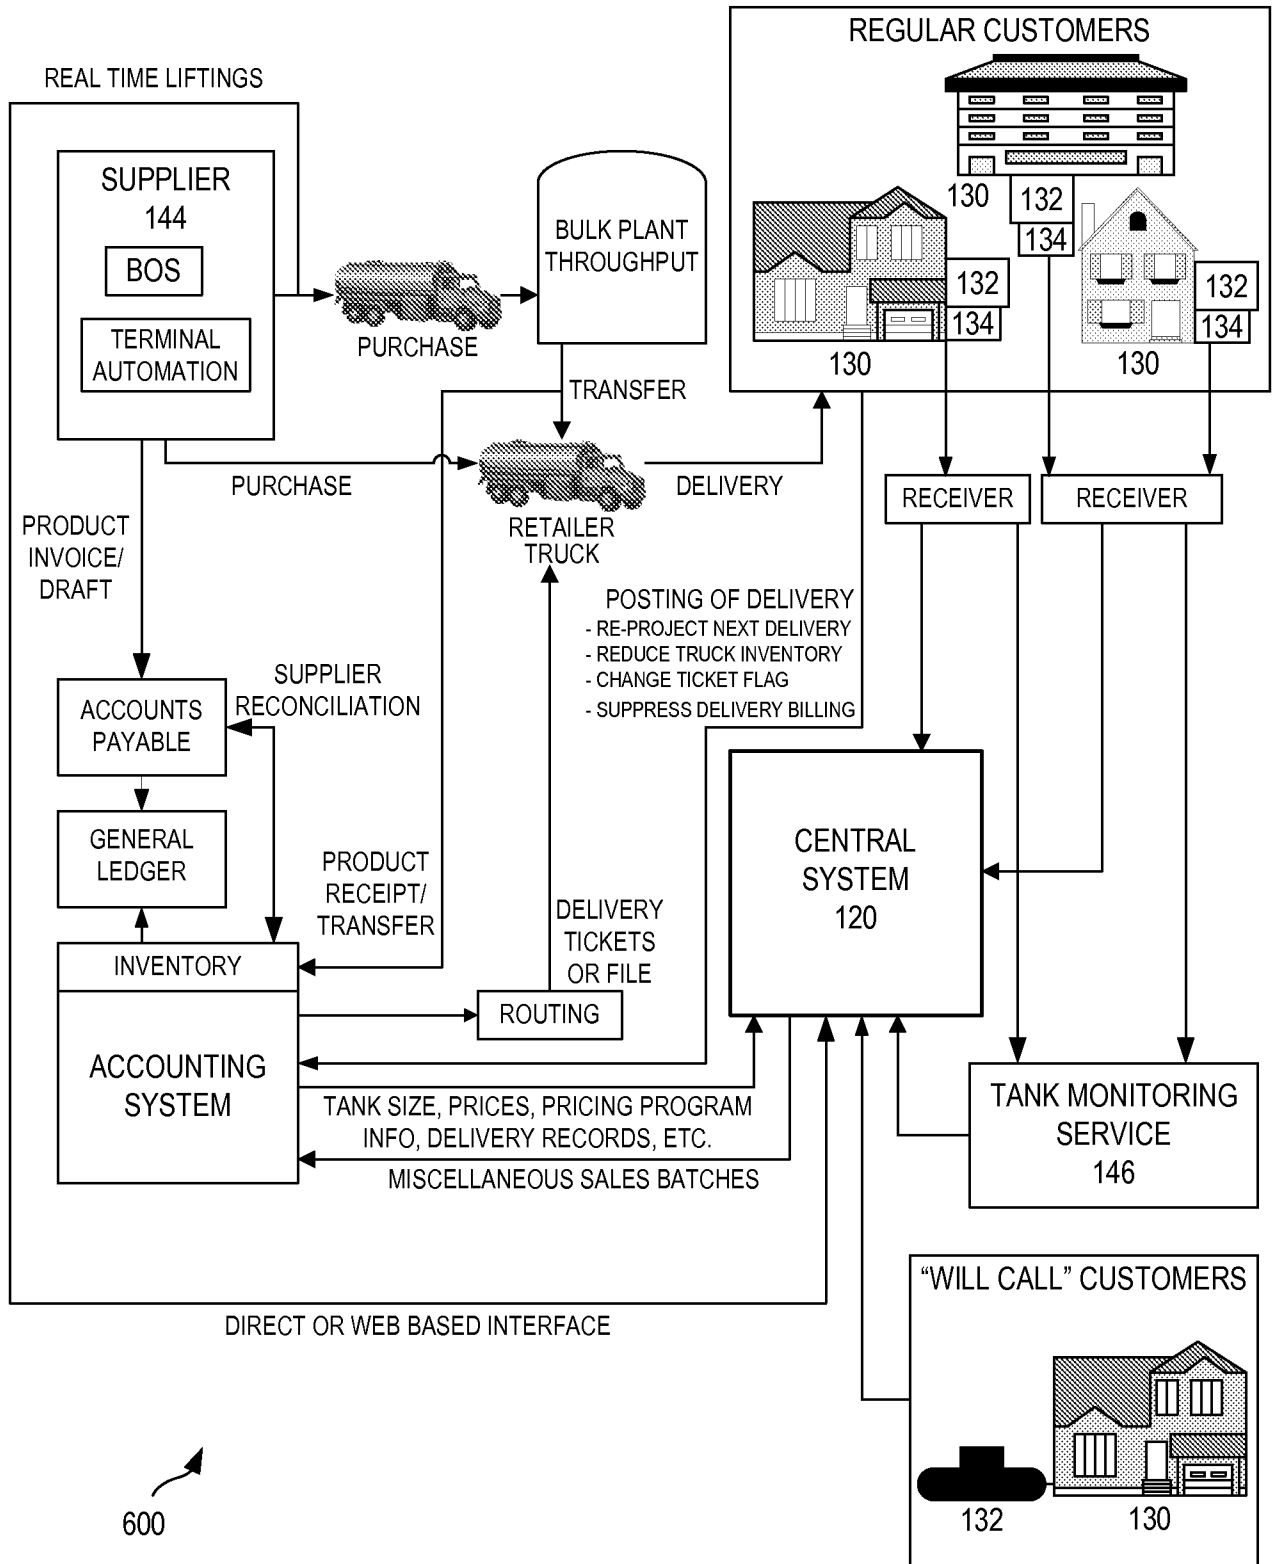 REAL TIME LIFTINGS
SUPPLIER
144
BOS
TERMINAL
AUTOMATION
PURCHASE
BULK PLANT
THROUGHPUT
TRANSFER
REGULAR CUSTOMERS
130
132
134
132
134
130
132
134
130
PURCHASE
RETAILER
TRUCK
DELIVERY
RECEIVER
RECEIVER
PRODUCT
INVOICE/
DRAFT
POSTING OF DELIVERY
- RE-PROJECT NEXT DELIVERY
- REDUCE TRUCK INVENTORY
- CHANGE TICKET FLAG
- SUPPRESS DELIVERY BILLING
SUPPLIER
RECONCILIATION
ACCOUNTS
PAYABLE
GENERAL
LEDGER
PRODUCT
RECEIPT/
TRANSFER
DELIVERY
TICKETS
OR FILE
CENTRAL
SYSTEM
120
INVENTORY
ROUTING
ACCOUNTING
SYSTEM
TANK SIZE, PRICES, PRICING PROGRAM
INFO, DELIVERY RECORDS, ETC.
MISCELLANEOUS SALES BATCHES
TANK MONITORING
SERVICE
146
DIRECT OR WEB BASED INTERFACE
“WILL CALL” CUSTOMERS
132
130
600